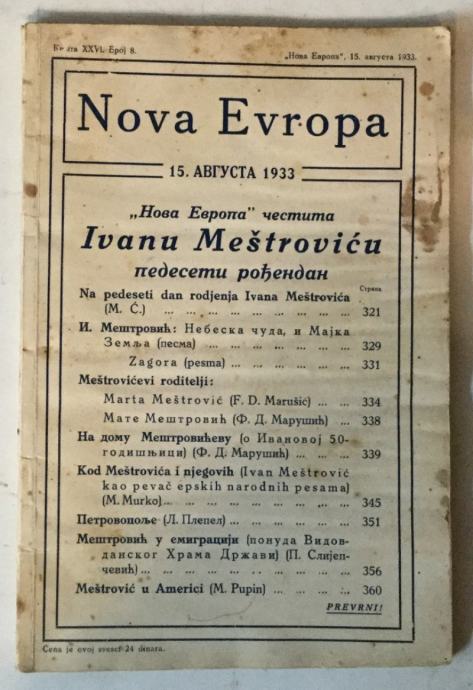 Књига XXVI. Број 8.
„Нова Европа", 15. августа 1933.
Nova Evropa
15. АВГУСТА 1933
„Нова Европа" честита
Ivanu Meštroviću
педесети рођендан
Страна
Na pedeseti dan rodjenja Ivana Meštrovića
(M. Ć.) ... ... ... ... ... ... ... ... 321
И. Мештровић: Небеска чуда, и Мајка
Земља (песма) ... ... ... ... ... ... 329
Zagora (pesma) ... ... ... ... ... 331
Meštrovićevi roditelji:
Marta Meštrović (F. D. Marušić) ... ... 334
Мате Мештровић (Ф. Д. Марушић) ... 338
На дому Мештровићеву (о Ивановој 50-
годишњици) (Ф. Д. Марушић) ... ... ... 339
Kod Meštrovića i njegovih (Ivan Meštrović
kao pevač epskih narodnih pesama)
(M. Murko)... ... ... ... ... ... ... ... 345
Петровопоље (Л. Плепел) ... ... ... ... ... 351
Мештровић у емиграцији (понуда Видов-
данског Храма Држави) (П. Слијеп-
чевић) ... ... ... ... ... ... ... ... ... 356
Meštrović u Americi (M. Pupin) ... ... ... 360
PREVRNI!
Cena je ovoj svesci 24 dinara.